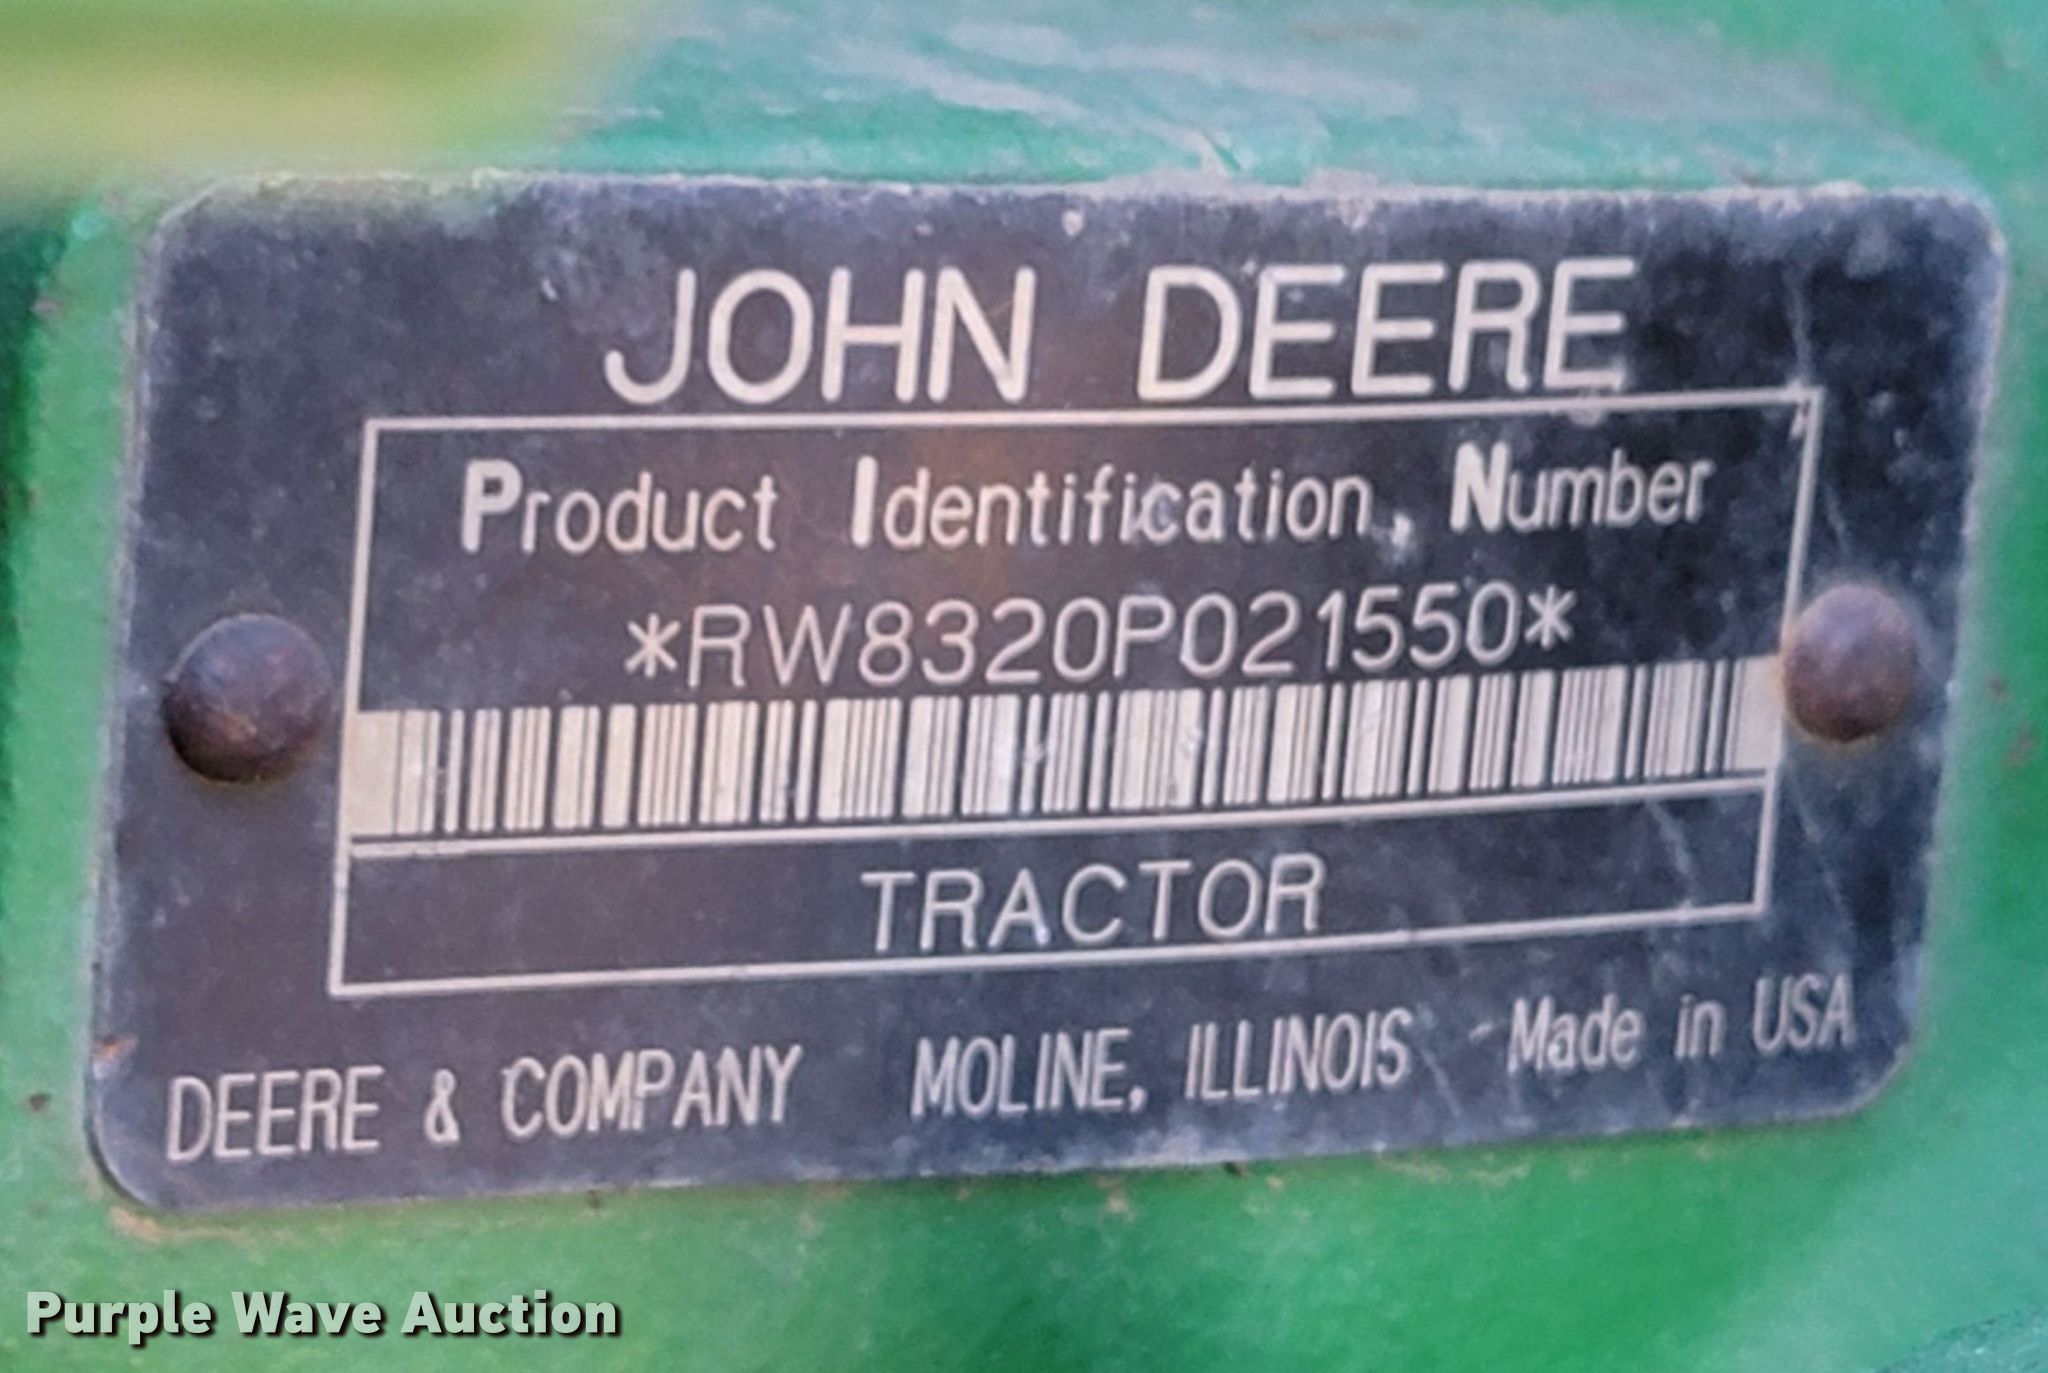 JOHN DEERE
Product Identification Number
*RW8320P021550*
TRACTOR
DEERE & COMPANY MOLINE, ILLINOIS Made in USA
Purple Wave Auction